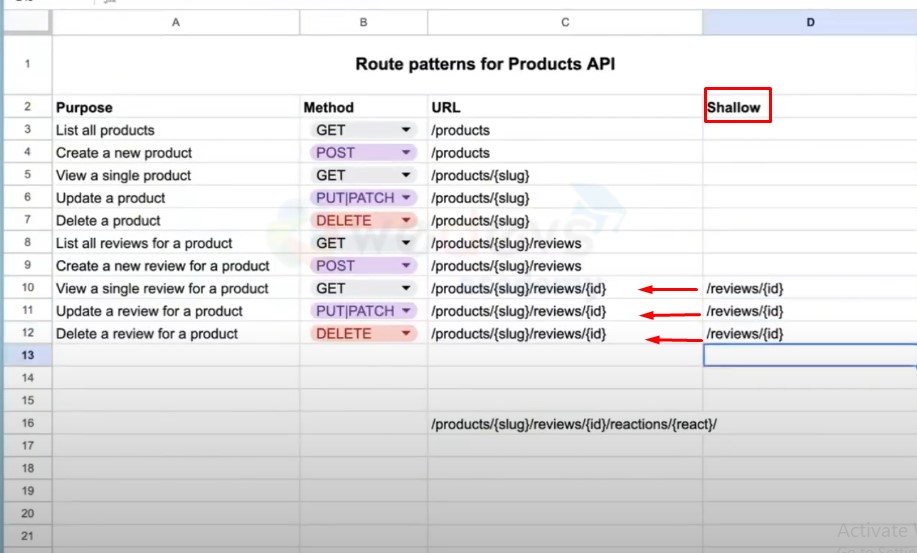 A B C D
1 Route patterns for Products API
2 Purpose Method URL Shallow
3 List all products GET /products
4 Create a new product POST /products
5 View a single product GET /products/{slug}
6 Update a product PUT|PATCH /products/{slug}
7 Delete a product DELETE /products/{slug}
8 List all reviews for a product GET /products/{slug}/reviews
9 Create a new review for a product POST /products/{slug}/reviews
10 View a single review for a product GET /products/{slug}/reviews/{id} /reviews/{id}
11 Update a review for a product PUT|PATCH /products/{slug}/reviews/{id} /reviews/{id}
12 Delete a review for a product DELETE /products/{slug}/reviews/{id} /reviews/{id}
13
14
15
16 /products/{slug}/reviews/{id}/reactions/{react}/
17
18
19
20
21
Activate